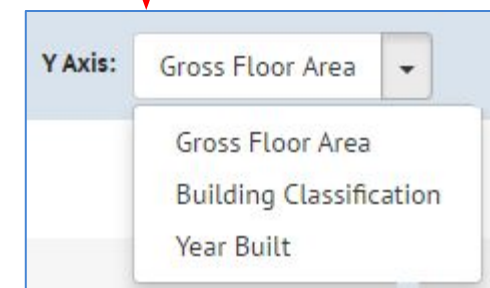 Y Axis: Gross Floor Area
Gross Floor Area
Building Classification
Year Built